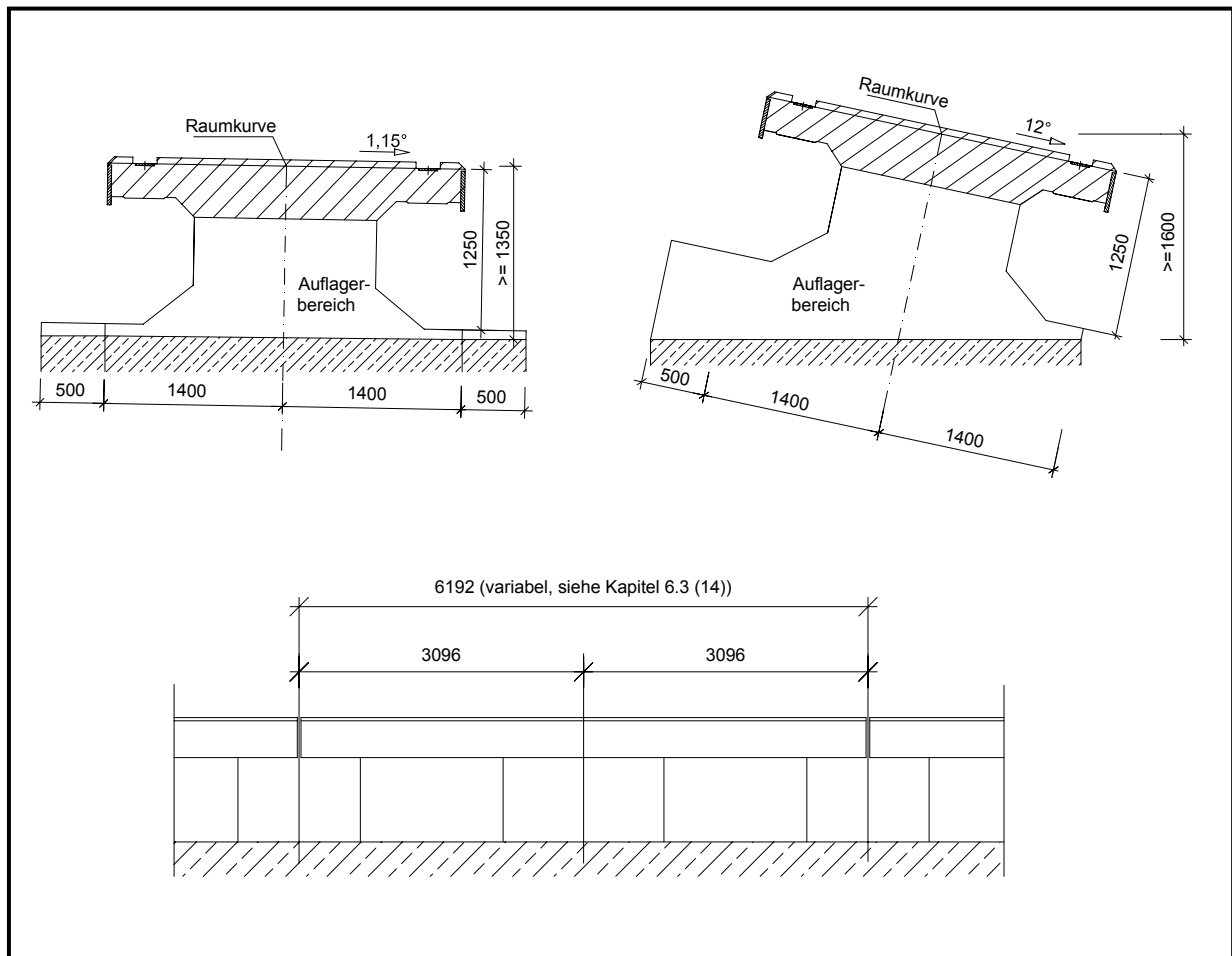 Raumkurve
1,15°
1250
>= 1350
Auflager-
bereich
500
1400
1400
500
Raumkurve
12°
1250
>=1600
Auflager-
bereich
500
1400
1400
6192 (variabel, siehe Kapitel 6.3 (14))
3096
3096